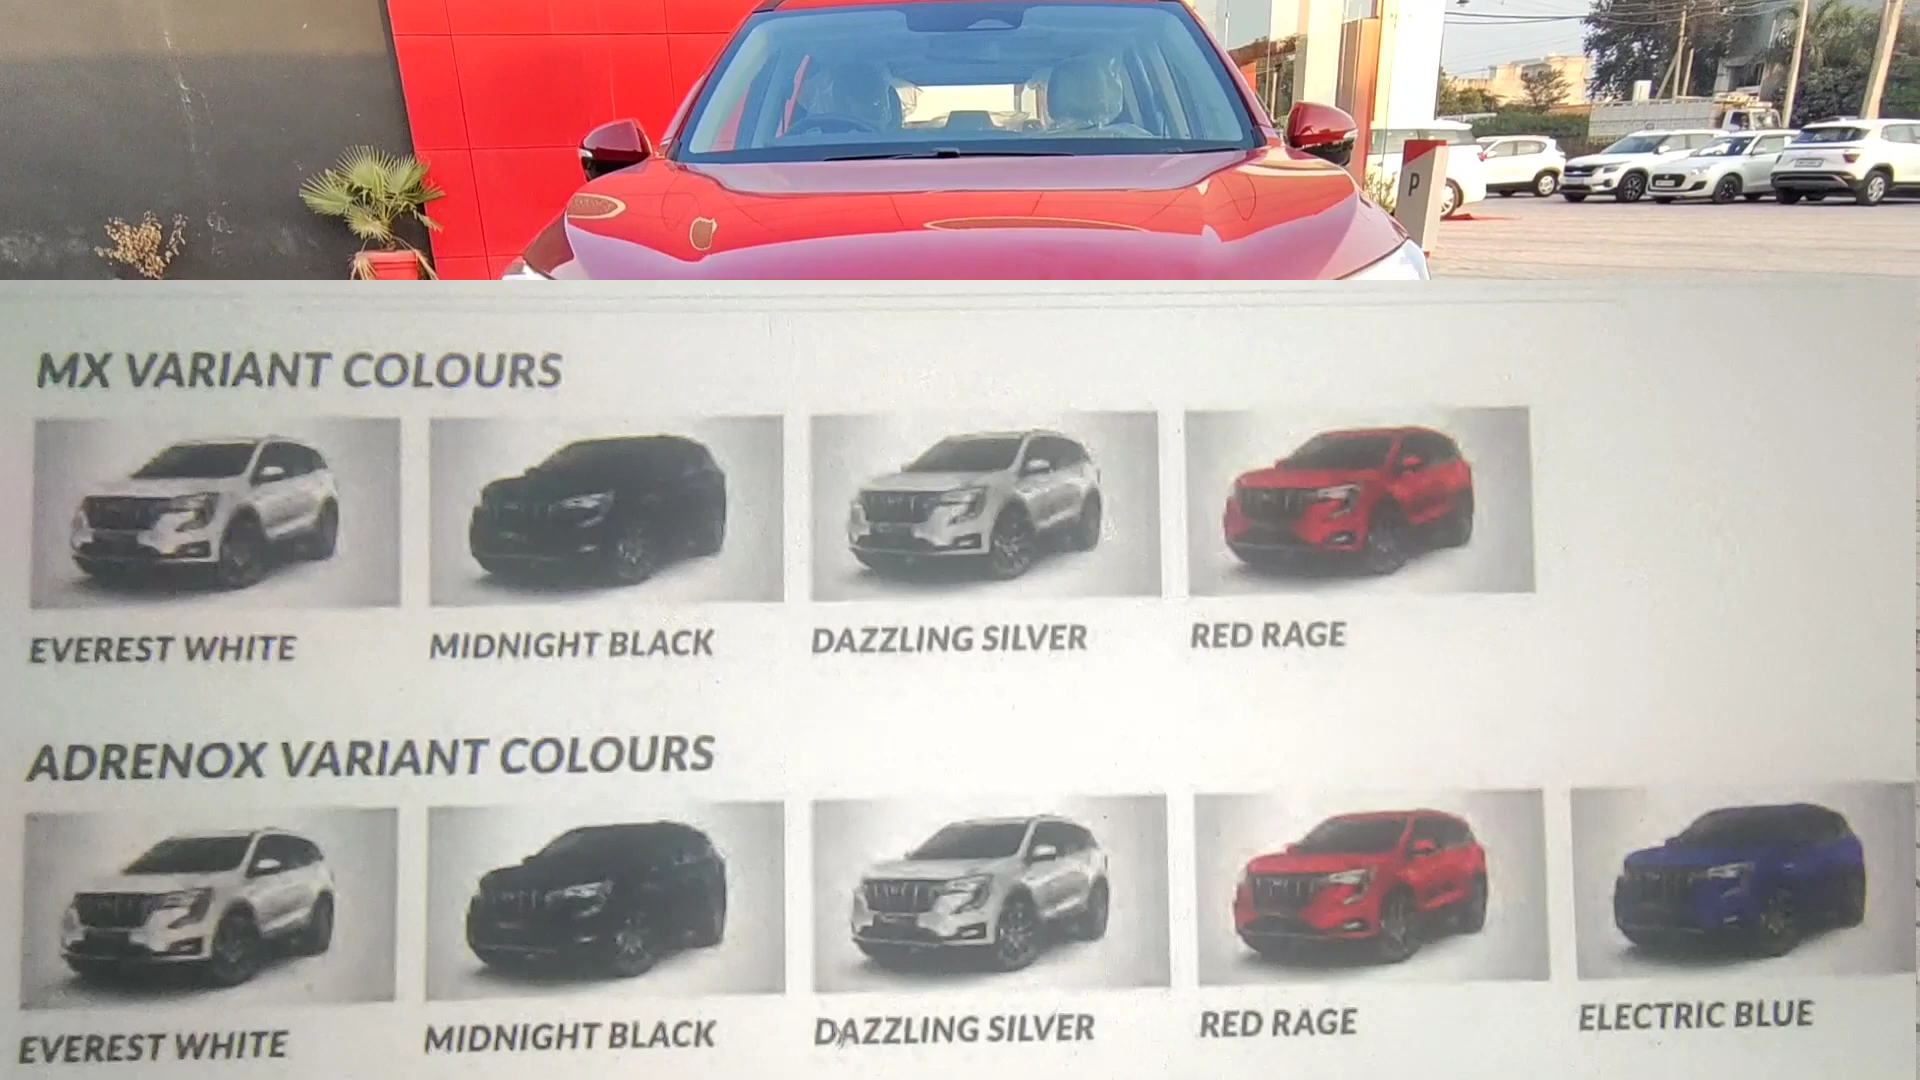 P
MX VARIANT COLOURS
EVEREST WHITE
MIDNIGHT BLACK
DAZZLING SILVER
RED RAGE
ADRENOX VARIANT COLOURS
EVEREST WHITE
MIDNIGHT BLACK
DAZZLING SILVER
RED RAGE
ELECTRIC BLUE